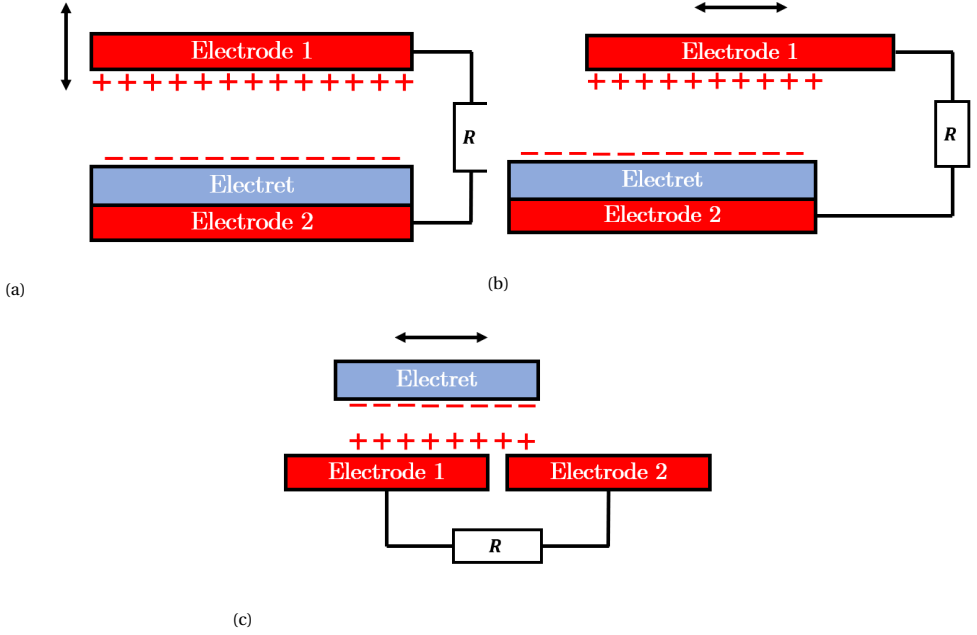 Electrode 1
R
Electret
Electrode 2
(a)
Electrode 1
R
Electret
Electrode 2
(b)
Electret
Electrode 1
Electrode 2
R
(c)